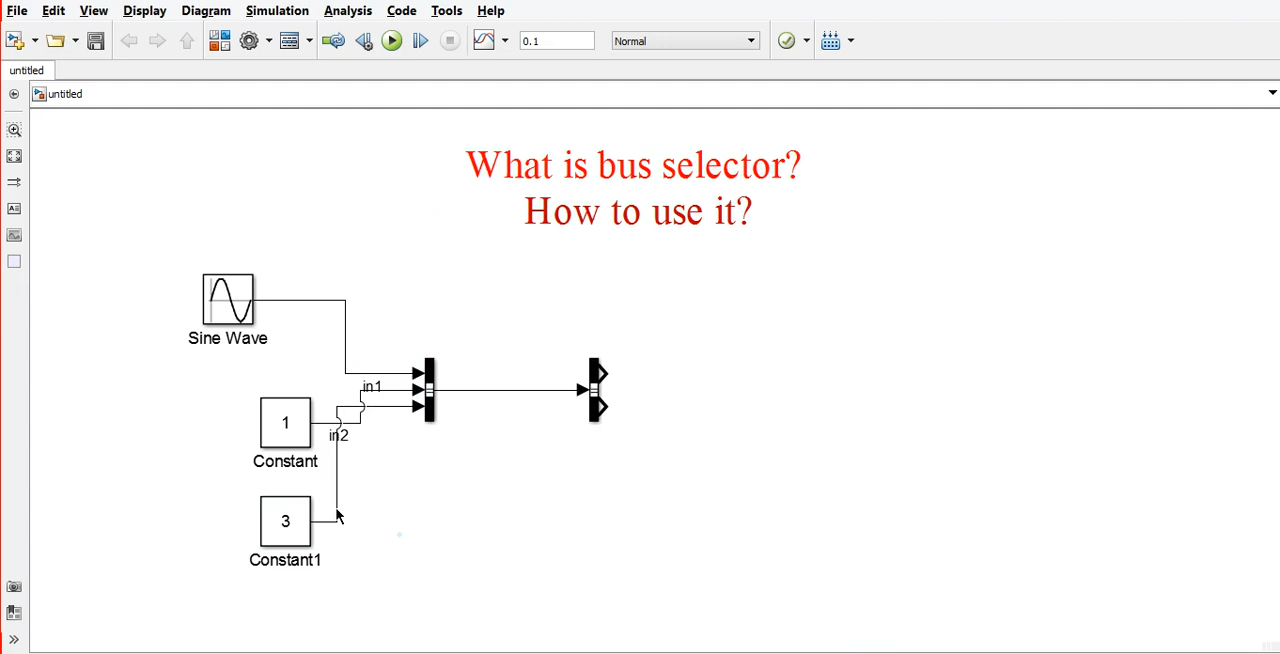 File Edit View Display Diagram Simulation Analysis Code Tools Help
0.1 Normal
untitled
untitled
What is bus selector?
How to use it?
Sine Wave
in1
1
in2
Constant
3
Constant1